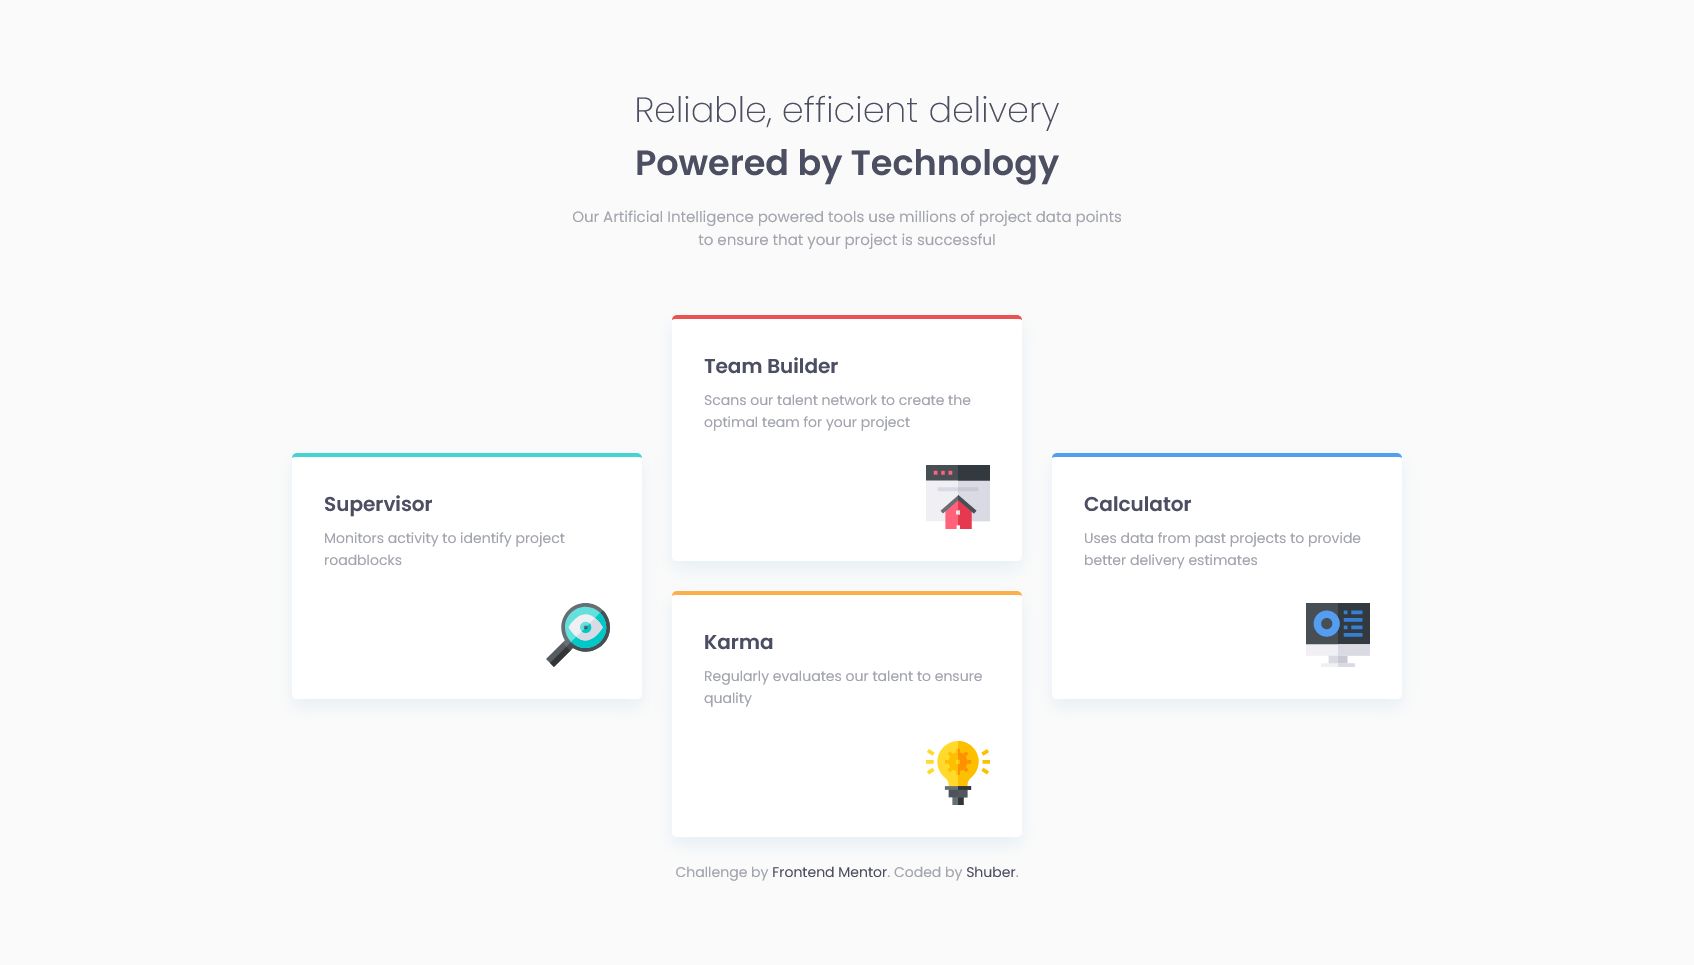 Reliable, efficient delivery
Powered by Technology
Our Artificial Intelligence powered tools use millions of project data points
to ensure that your project is successful
Supervisor
Monitors activity to identify project
roadblocks
Team Builder
Scans our talent network to create the
optimal team for your project
Karma
Regularly evaluates our talent to ensure
quality
Calculator
Uses data from past projects to provide
better delivery estimates
Challenge by Frontend Mentor. Coded by Shuber.